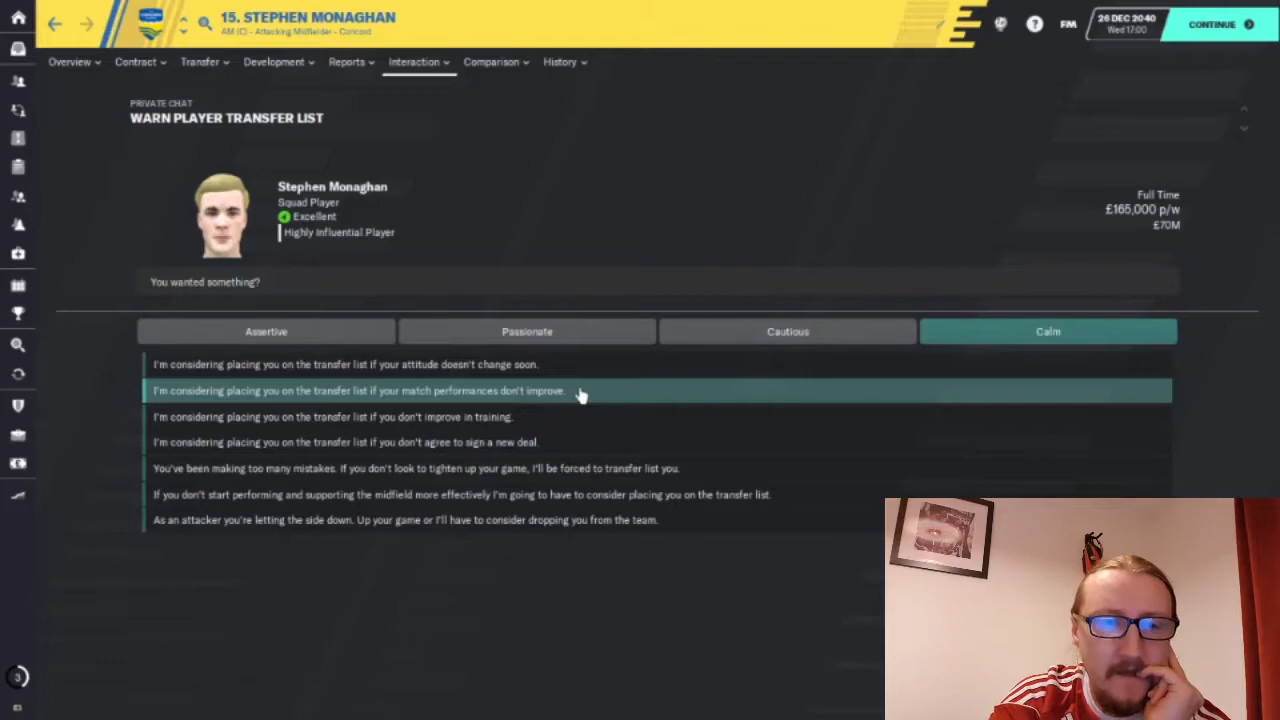 15. STEPHEN MONAGHAN
AM (C) - Attacking Midfielder - Concord
FM
26 DEC 2040
Wed 17:00
CONTINUE
Overview
Contract
Transfer
Development
Reports
Interaction
Comparison
History
PRIVATE CHAT
WARN PLAYER TRANSFER LIST
Stephen Monaghan
Squad Player
Excellent
Highly Influential Player
Full Time
£165,000 p/w
£70M
You wanted something?
Assertive
Passionate
Cautious
Calm
I'm considering placing you on the transfer list if your attitude doesn't change soon.
I'm considering placing you on the transfer list if your match performances don't improve.
I'm considering placing you on the transfer list if you don't improve in training.
I'm considering placing you on the transfer list if you don't agree to sign a new deal.
You've been making too many mistakes. If you don't look to tighten up your game, I'll be forced to transfer list you.
If you don't start performing and supporting the midfield more effectively I'm going to have to consider placing you on the transfer list.
As an attacker you're letting the side down. Up your game or I'll have to consider dropping you from the team.
3